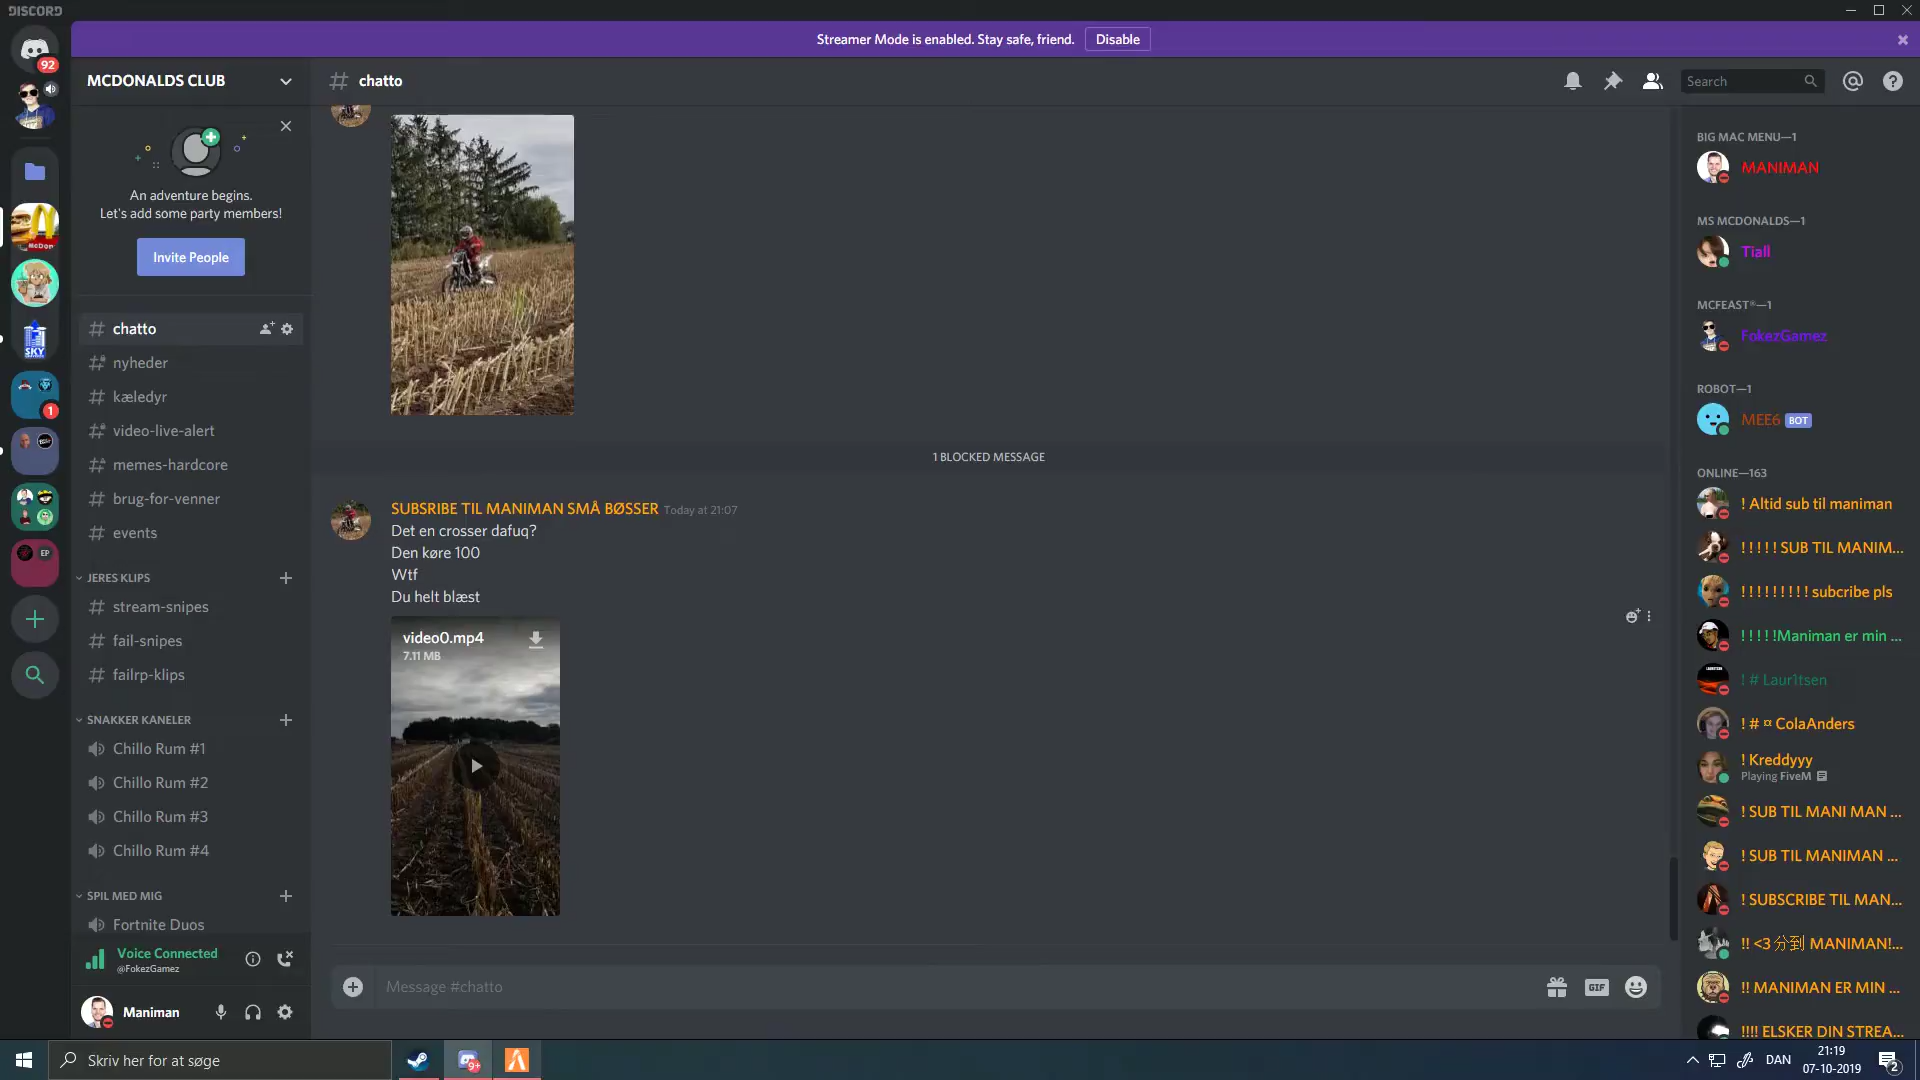 DISCORD
Streamer Mode is enabled. Stay safe, friend.
Disable
92
MCDONALDS CLUB
chatto
Search
An adventure begins.
Let's add some party members!
Invite People
McDon
SKY
1
EP
chatto
nyheder
kæledyr
video-live-alert
memes-hardcore
brug-for-venner
events
JERES KLIPS
stream-snipes
fail-snipes
failrp-klips
SNAKKER KANELER
Chillo Rum #1
Chillo Rum #2
Chillo Rum #3
Chillo Rum #4
SPIL MED MIG
Fortnite Duos
Voice Connected
@FokezGamez
Maniman
1 BLOCKED MESSAGE
SUBSRIBE TIL MANIMAN SMÅ BØSSER Today at 21:07
Det en crosser dafuq?
Den køre 100
Wtf
Du helt blæst
video0.mp4
7.11 MB
Message #chatto
GIF
BIG MAC MENU—1
MANIMAN
MS MCDONALDS—1
Tiall
MCFEAST®—1
FokezGamez
ROBOT—1
MEE6 BOT
ONLINE—163
! Altid sub til maniman
! ! ! ! ! SUB TIL MANIM...
! ! ! ! ! ! ! ! ! subcribe pls
! ! ! ! !Maniman er min ...
! # Laur1tsen
! # ¤ ColaAnders
! Kreddyyy
Playing FiveM
! SUB TIL MANI MAN ...
! SUB TIL MANIMAN ...
! SUBSCRIBE TIL MAN...
!! <3 分到 MANIMAN!...
!! MANIMAN ER MIN ...
!!!! ELSKER DIN STREA...
Skriv her for at søge
9+
DAN
21:19
07-10-2019
2